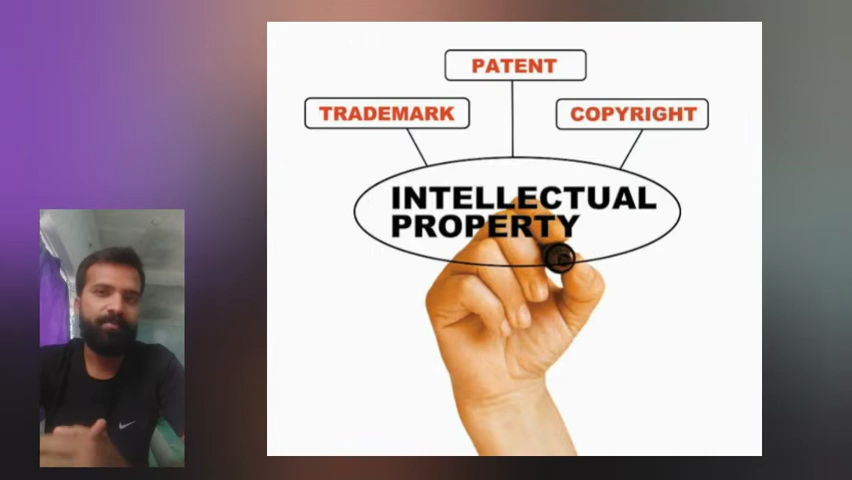 PATENT
TRADEMARK
COPYRIGHT
INTELLECTUAL
PROPERTY